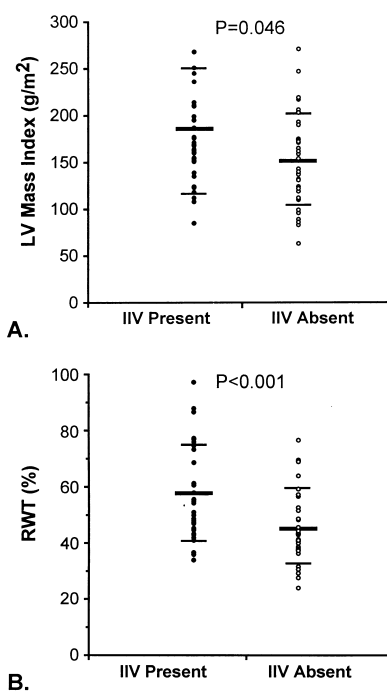 P=0.046
300
250
200
150
100
50
0
LV Mass Index (g/m²)
IIV Present IIV Absent
A.
P<0.001
100
80
60
40
20
0
RWT (%)
IIV Present IIV Absent
B.